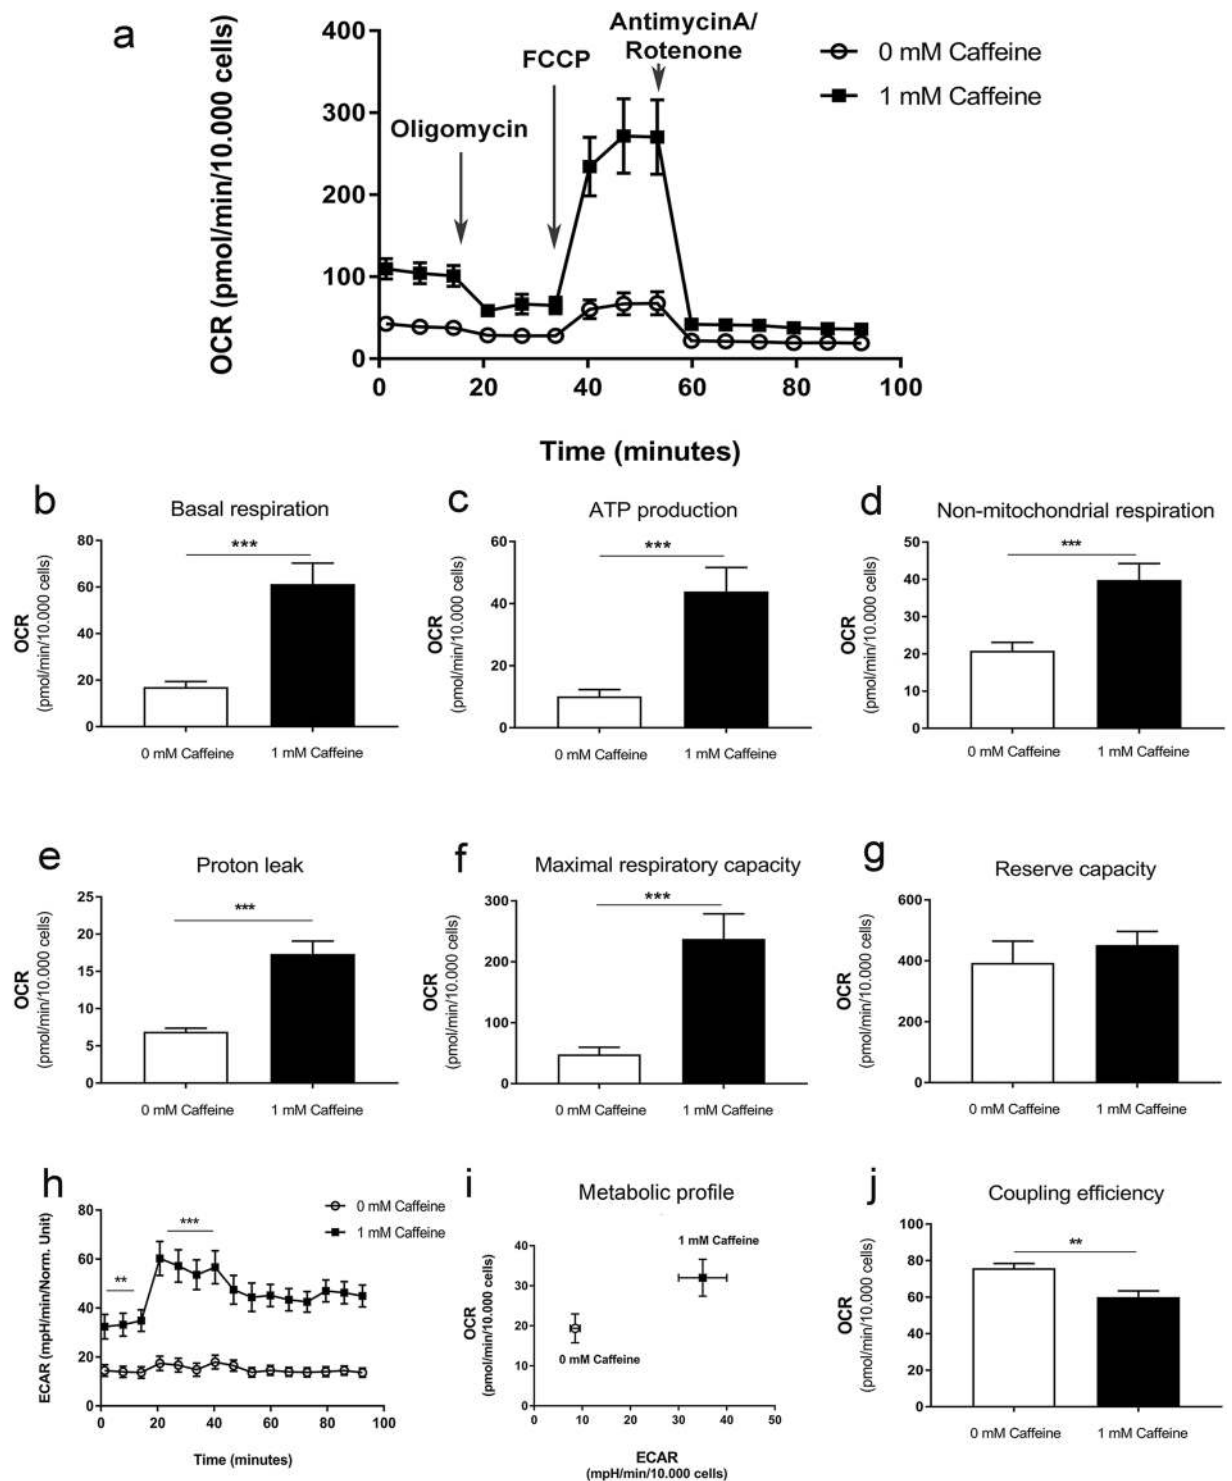 a
OCR (pmol/min/10.000 cells)
400
300
200
100
0
Oligomycin
FCCP
AntimycinA/
Rotenone
0 mM Caffeine
1 mM Caffeine
0 20 40 60 80 100
Time (minutes)
b
Basal respiration
OCR
(pmol/min/10.000 cells)
80
60
40
20
0
***
0 mM Caffeine 1 mM Caffeine
c
ATP production
OCR
(pmol/min/10.000 cells)
60
40
20
0
***
0 mM Caffeine 1 mM Caffeine
d
Non-mitochondrial respiration
OCR
(pmol/min/10.000 cells)
50
40
30
20
10
0
***
0 mM Caffeine 1 mM Caffeine
e
Proton leak
OCR
(pmol/min/10.000 cells)
25
20
15
10
5
0
***
0 mM Caffeine 1 mM Caffeine
f
Maximal respiratory capacity
OCR
(pmol/min/10.000 cells)
300
200
100
0
***
0 mM Caffeine 1 mM Caffeine
g
Reserve capacity
OCR
(pmol/min/10.000 cells)
600
400
200
0
0 mM Caffeine 1 mM Caffeine
h
ECAR (mpH/min/Norm. Unit)
80
60
40
20
0
**
***
0 mM Caffeine
1 mM Caffeine
0 20 40 60 80 100
Time (minutes)
i
Metabolic profile
OCR
(pmol/min/10.000 cells)
40
30
20
10
0
1 mM Caffeine
0 mM Caffeine
0 10 20 30 40 50
ECAR
(mpH/min/10.000 cells)
j
Coupling efficiency
OCR
(pmol/min/10.000 cells)
100
80
60
40
20
0
**
0 mM Caffeine 1 mM Caffeine